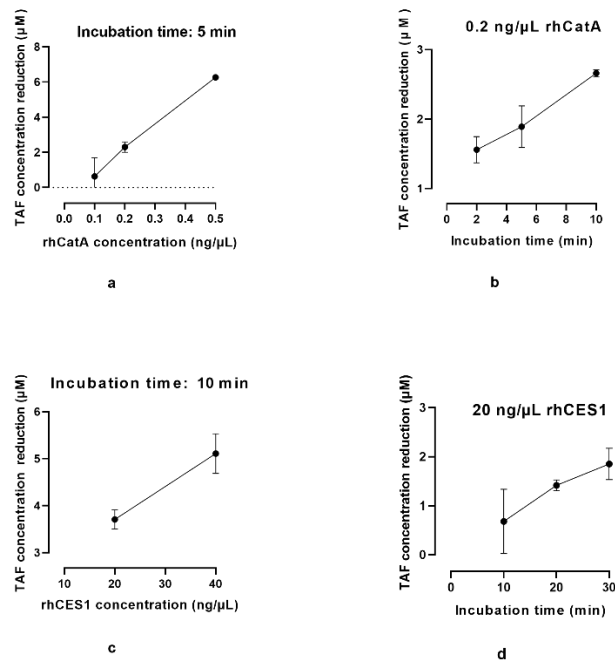 Incubation time: 5 min
TAF concentration reduction (µM)
8
6
4
2
0
0.0 0.1 0.2 0.3 0.4 0.5
rhCatA concentration (ng/µL)
a
0.2 ng/µL rhCatA
TAF concentration reduction (µ M)
3
2
1
0 2 4 6 8 10
Incubation time (min)
b
Incubation time: 10 min
TAF concentration reduction (µM)
6
5
4
3
10 20 30 40
rhCES1 concentration (ng/µL)
c
20 ng/µL rhCES1
TAF concentration reduction (µM)
3
2
1
0
0 10 20 30
Incubation time (min)
d